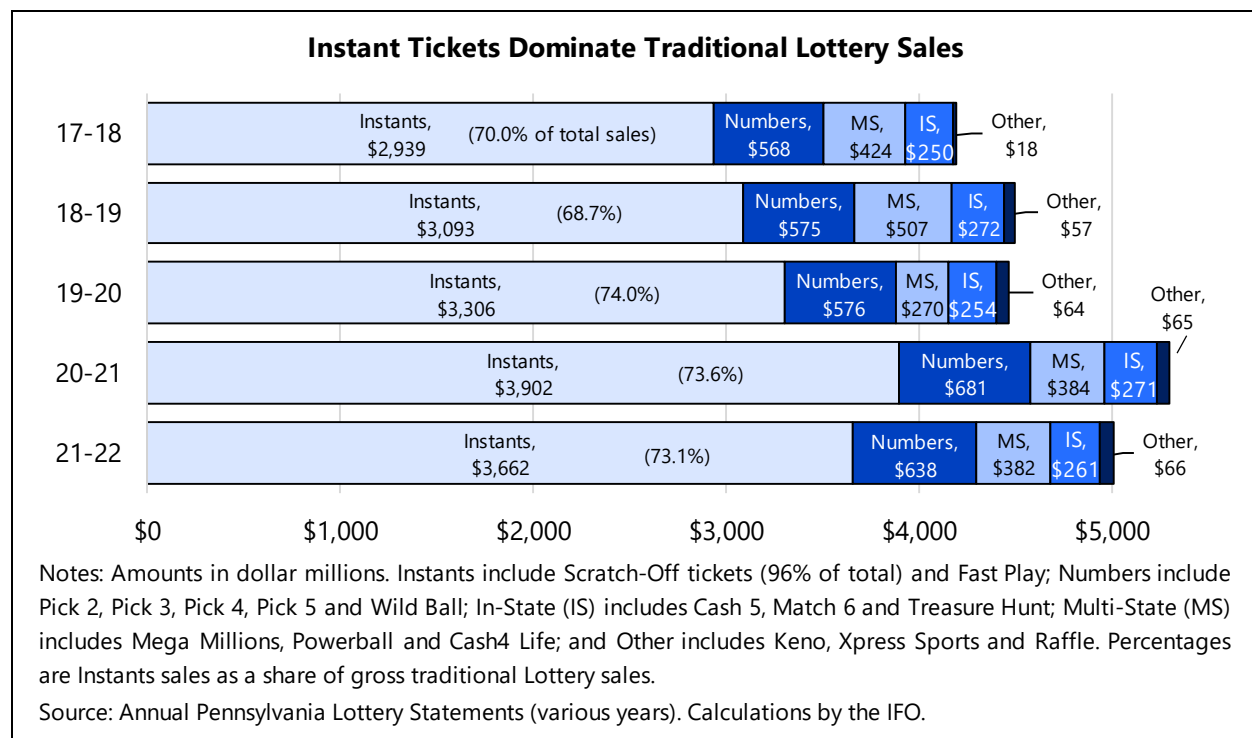 Instant Tickets Dominate Traditional Lottery Sales
17-18
Instants,
$2,939
(70.0% of total sales)
Numbers,
$568
MS,
$424
IS,
$250
Other,
$18
18-19
Instants,
$3,093
(68.7%)
Numbers,
$575
MS,
$507
IS,
$272
Other,
$57
19-20
Instants,
$3,306
(74.0%)
Numbers,
$576
MS,
$270
IS,
$254
Other,
$64
20-21
Instants,
$3,902
(73.6%)
Numbers,
$681
MS,
$384
IS,
$271
Other,
$65
21-22
Instants,
$3,662
(73.1%)
Numbers,
$638
MS,
$382
IS,
$261
Other,
$66
$0 $1,000 $2,000 $3,000 $4,000 $5,000
Notes: Amounts in dollar millions. Instants include Scratch-Off tickets (96% of total) and Fast Play; Numbers include
Pick 2, Pick 3, Pick 4, Pick 5 and Wild Ball; In-State (IS) includes Cash 5, Match 6 and Treasure Hunt; Multi-State (MS)
includes Mega Millions, Powerball and Cash4 Life; and Other includes Keno, Xpress Sports and Raffle. Percentages
are Instants sales as a share of gross traditional Lottery sales.
Source: Annual Pennsylvania Lottery Statements (various years). Calculations by the IFO.